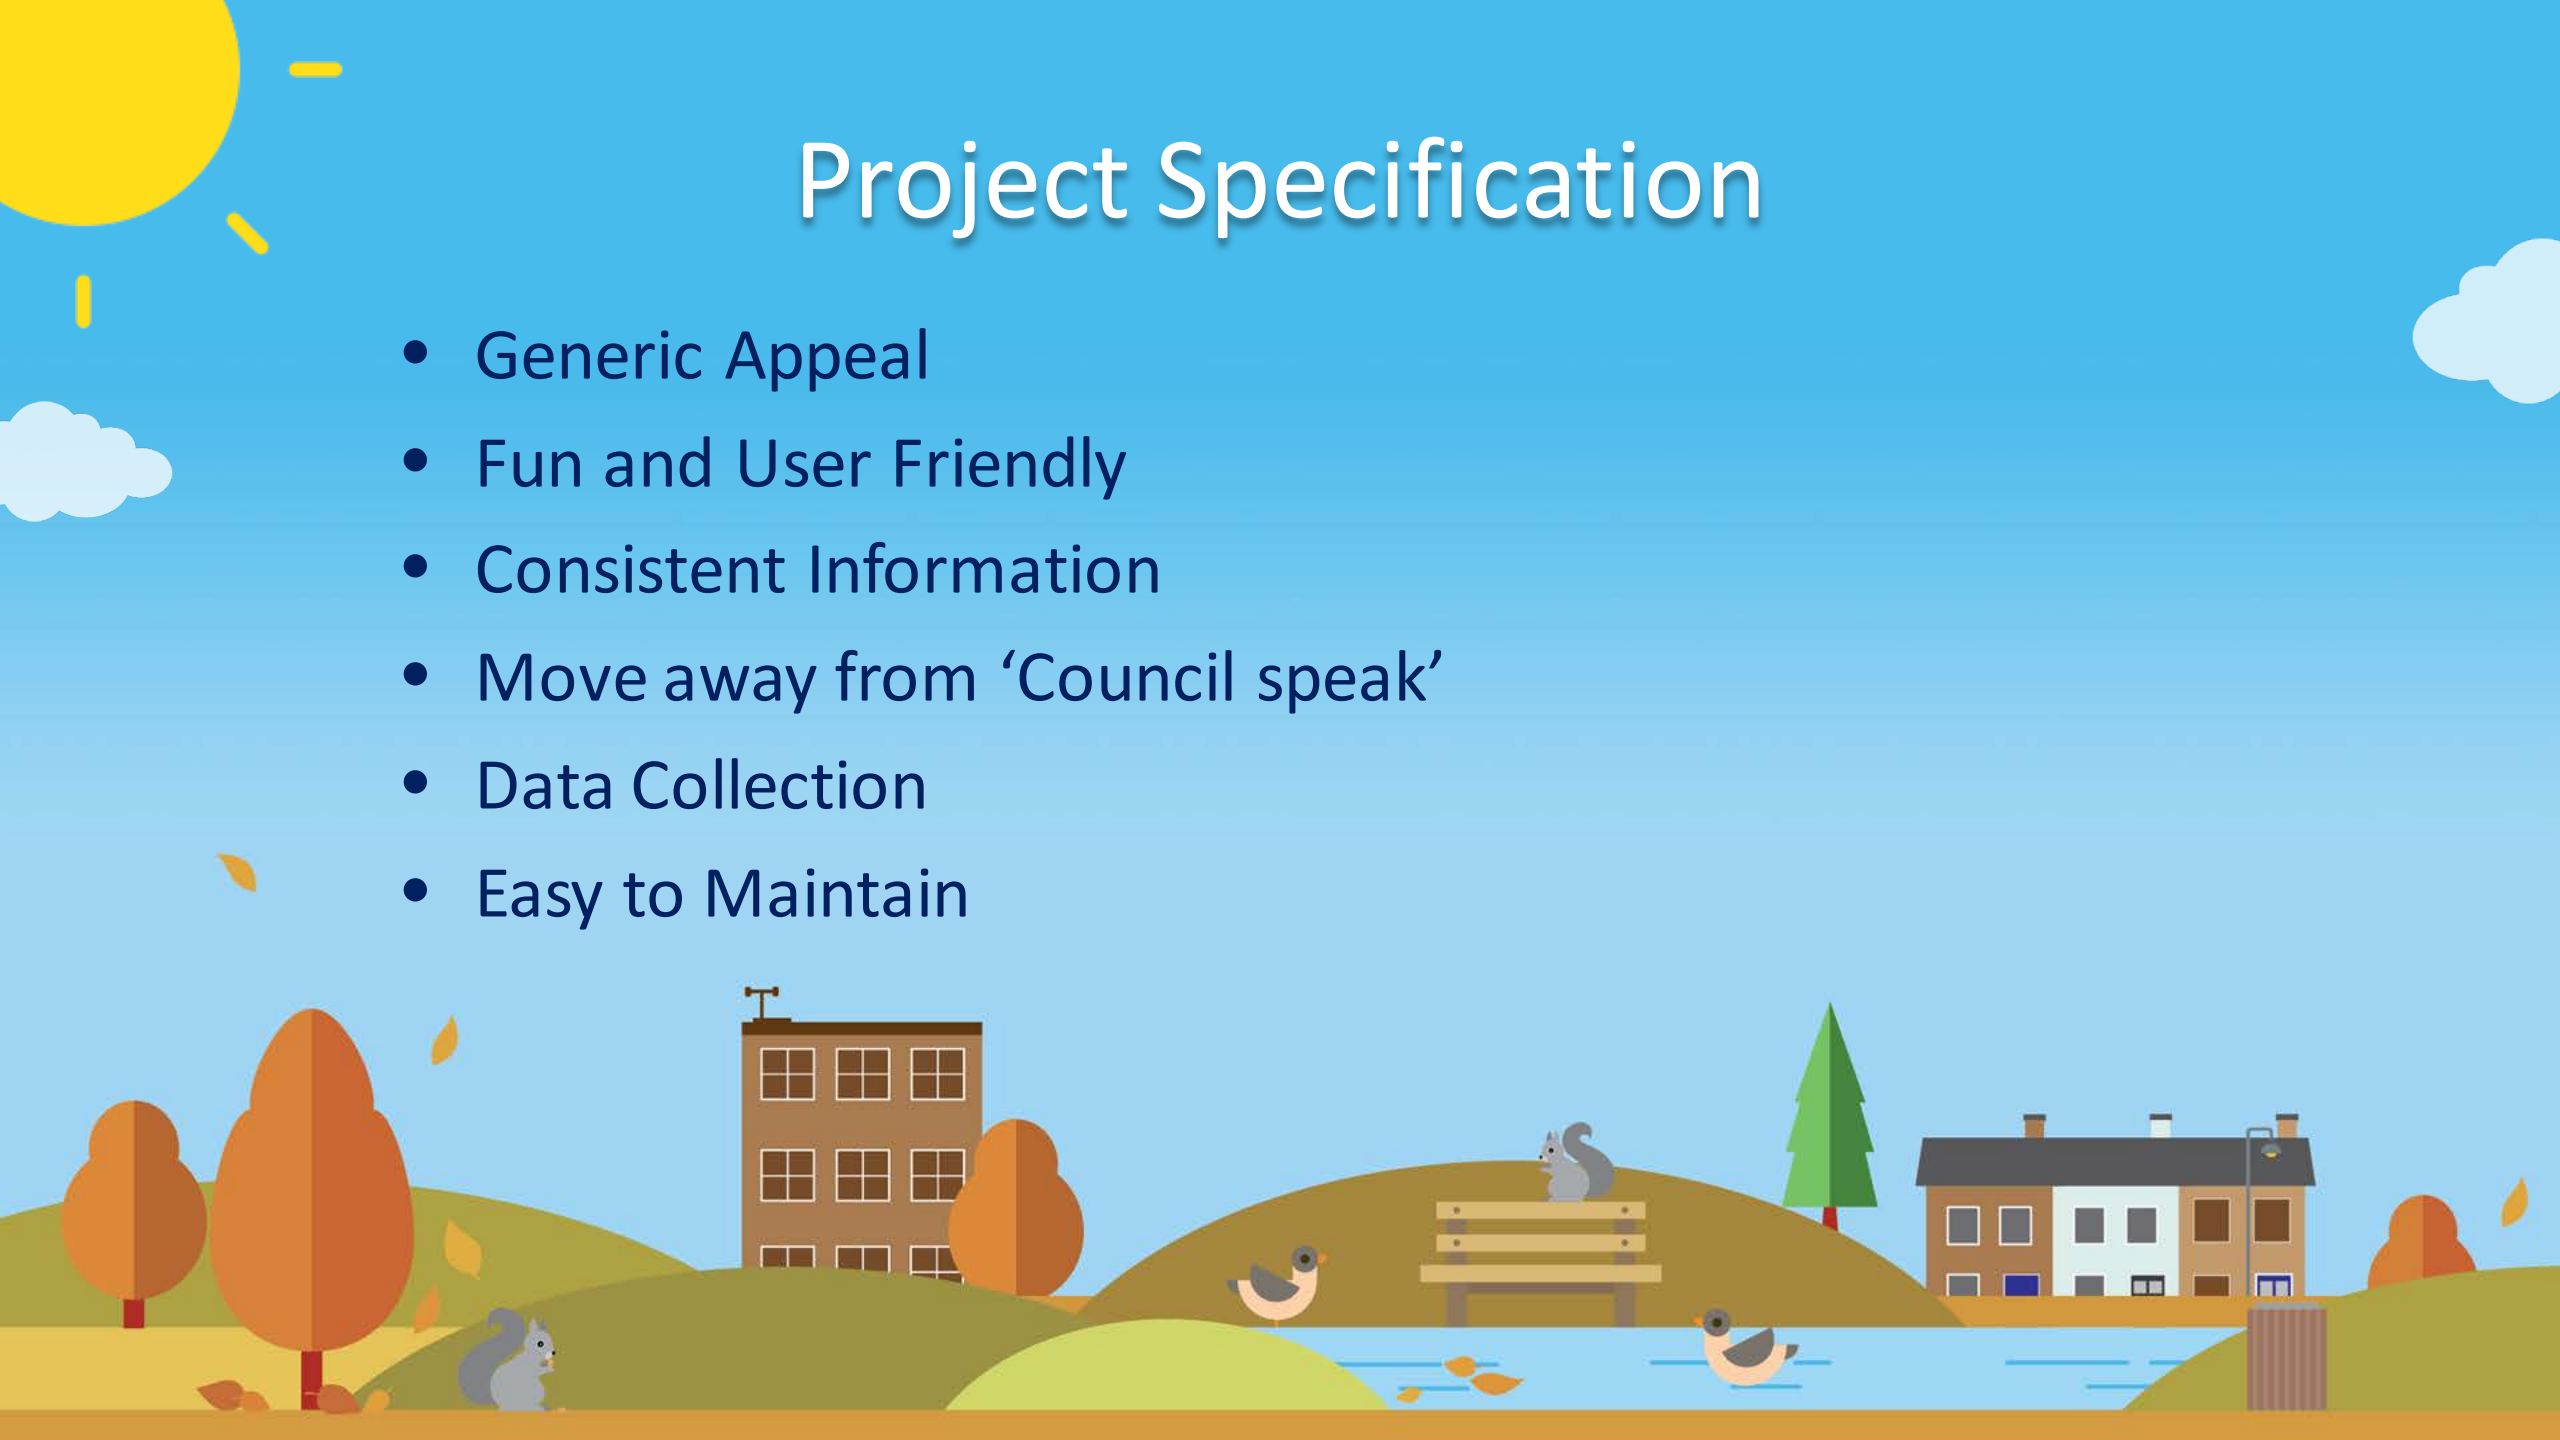 Project Specification
• Generic Appeal
• Fun and User Friendly
• Consistent Information
• Move away from ‘Council speak’
• Data Collection
• Easy to Maintain